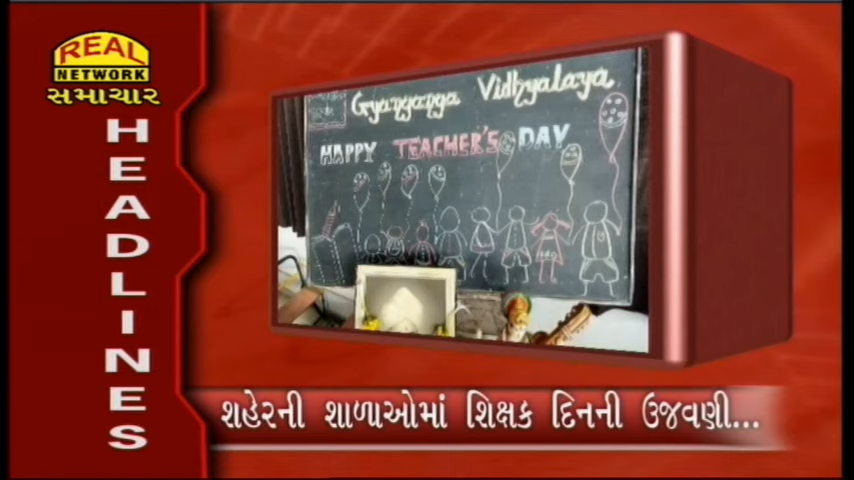 REAL
NETWORK
સમાચાર
HEADLINES
Gyanganga Vidhyalaya
HAPPY TEACHER'S DAY
શહેરની શાળાઓમાં શિક્ષક દિનની ઉજવણી...